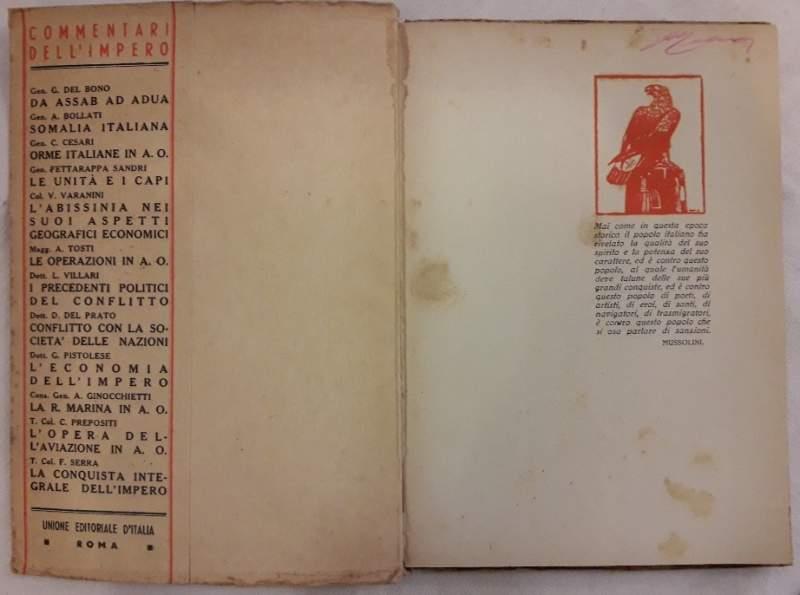 COMMENTARI
DELL'IMPERO
Gen. G. DEL BONO
DA ASSAB AD ADUA
Gen. A. BOLLATI
SOMALIA ITALIANA
Gen. C. CESARI
ORME ITALIANE IN A. O.
Gen. FETTARAPPA SANDRI
LE UNITÀ E I CAPI
Col. V. VARANINI
L'ABISSINIA NEI
SUOI ASPETTI
GEOGRAFICI ECONOMICI
Magg. A. TOSTI
LE OPERAZIONI IN A. O.
Dott. L. VILLARI
I PRECEDENTI POLITICI
DEL CONFLITTO
Dott. D. DEL PRATO
CONFLITTO CON LA SO-
CIETA' DELLE NAZIONI
Dott. G. PISTOLESE
L'ECONOMIA
DELL'IMPERO
Cons. Gen. A. GINOCCHIETTI
LA R. MARINA IN A. O.
T. Col. C. PREPOSITI
L'OPERA DEL-
L'AVIAZIONE IN A. O.
T. Col. F. SERRA
LA CONQUISTA INTE-
GRALE DELL'IMPERO
UNIONE EDITORIALE D'ITALIA
ROMA
Mai come in questa epoca
storica il popolo italiano ha
rivelato la qualità del suo
spirito e la potenza del suo
carattere, ed è contro questo
popolo, al quale l'umanità
deve talune delle sue più
grandi conquiste, ed è contro
questo popolo di poeti, di
artisti, di eroi, di santi, di
navigatori, di trasmigratori,
è contro questo popolo che
si osa parlare di sanzioni.
MUSSOLINI.